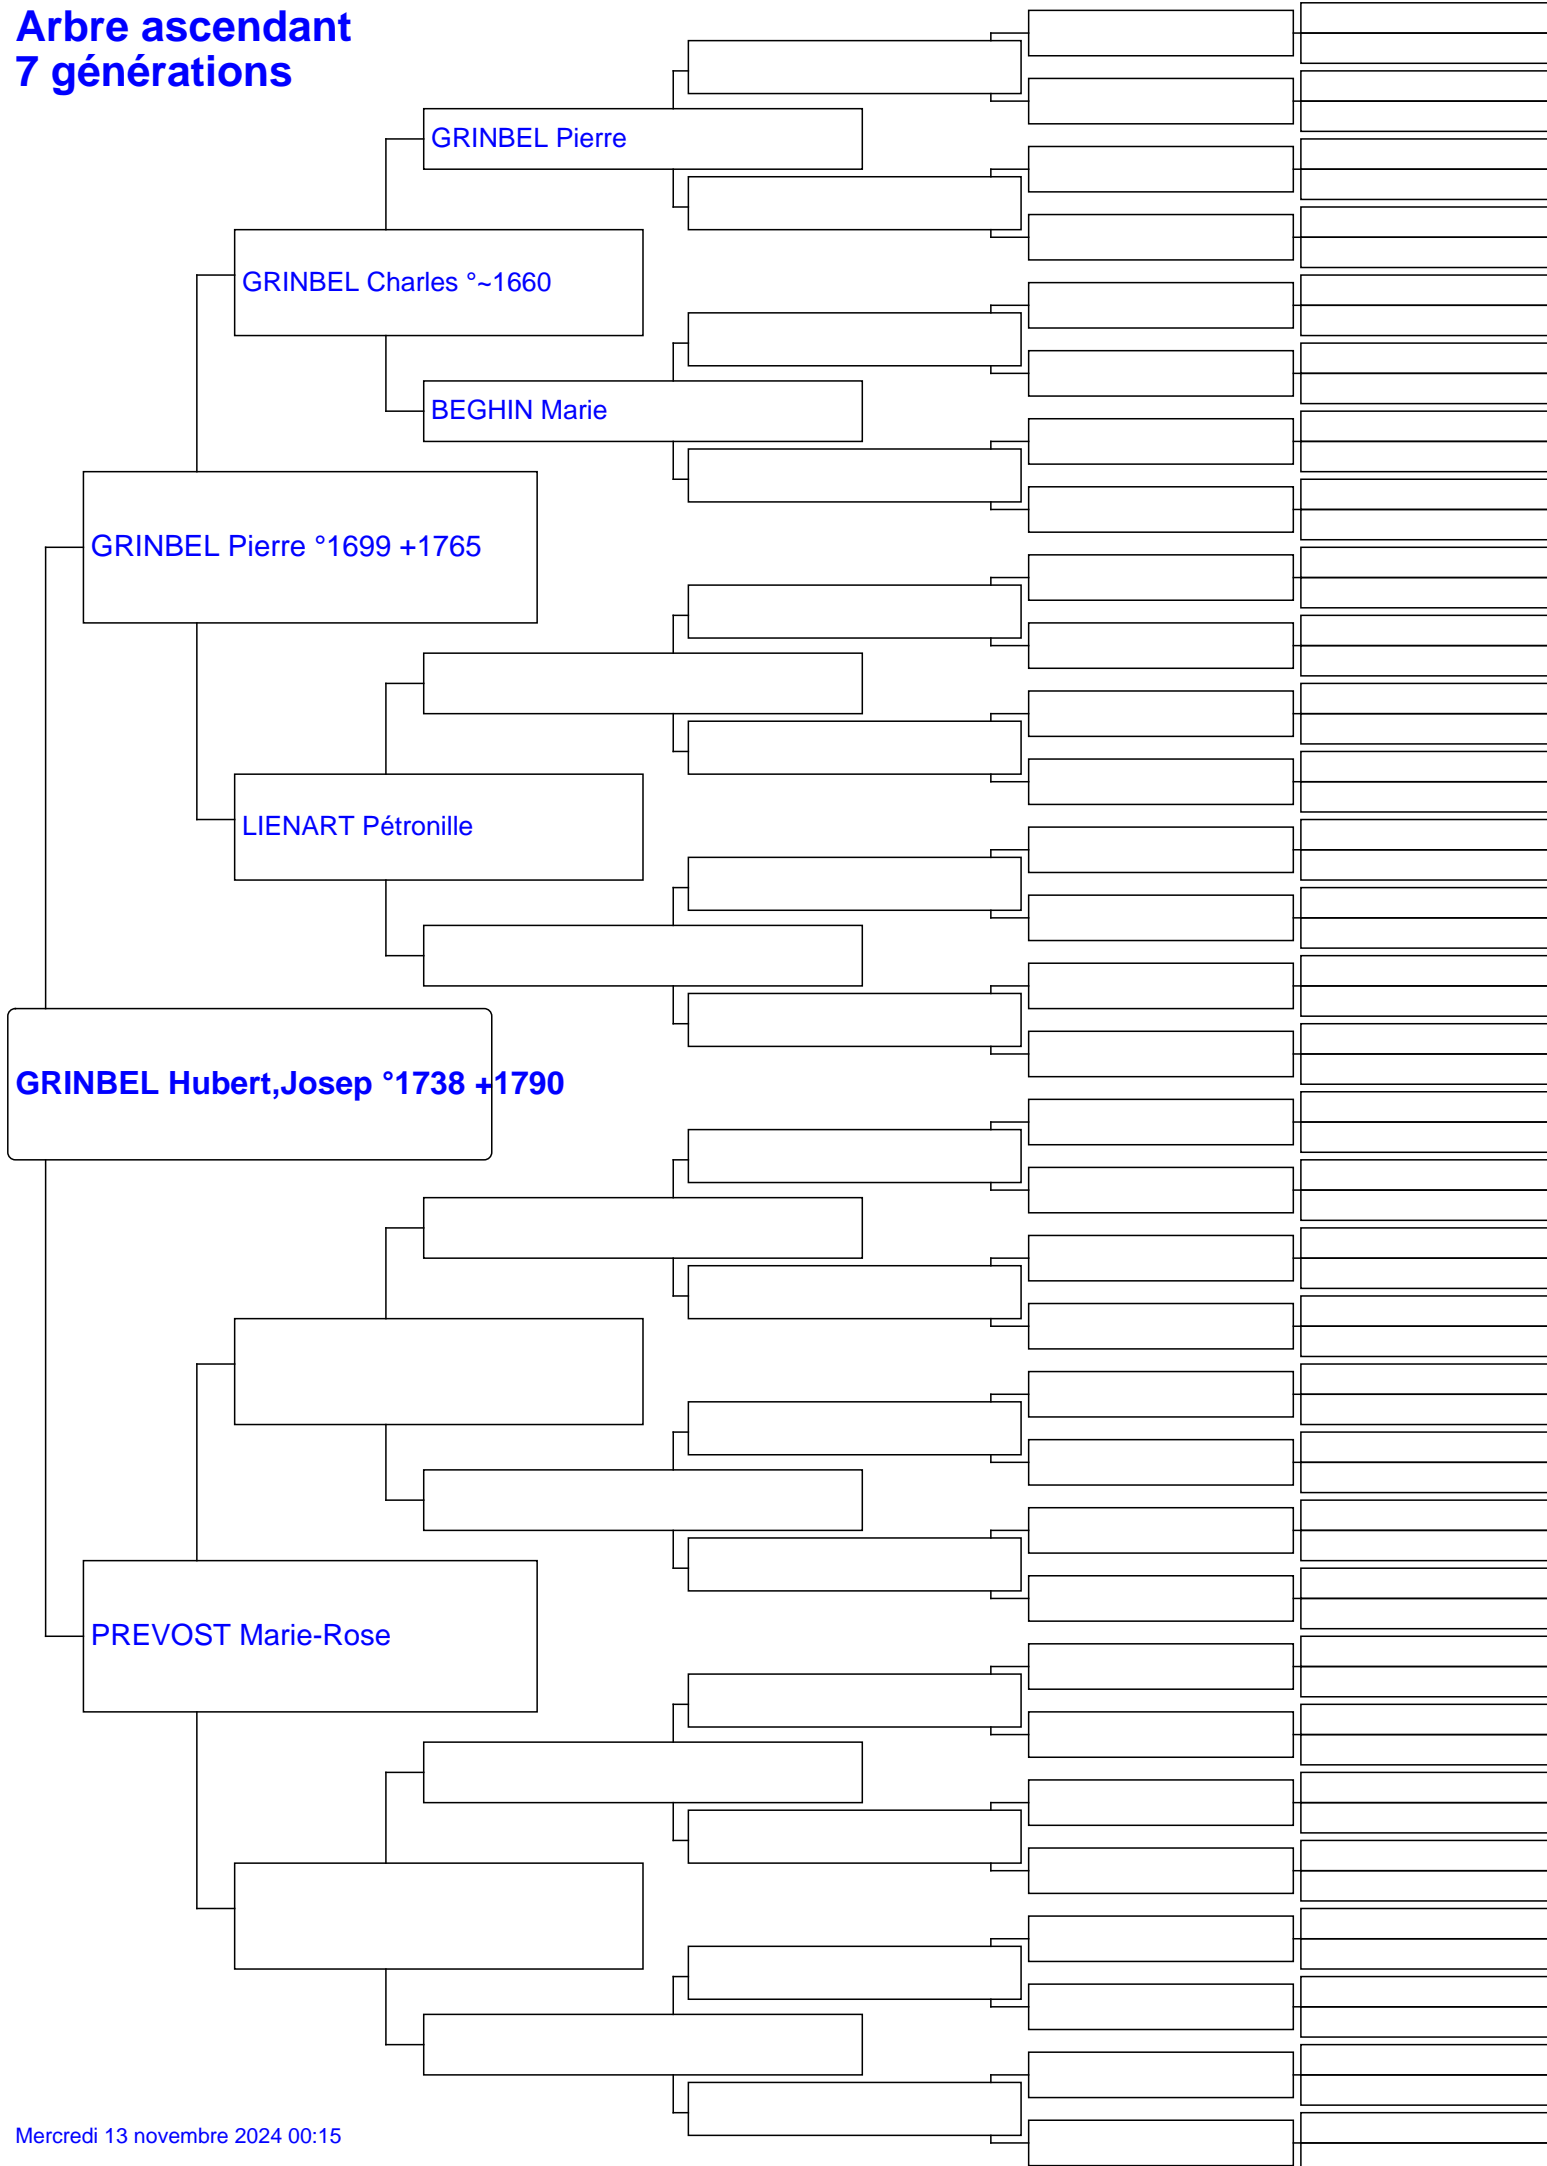 Arbre ascendant
7 générations
GRINBEL Pierre
GRINBEL Charles °~1660
BEGHIN Marie
GRINBEL Pierre °1699 +1765
LIENART Pétronille
GRINBEL Hubert,Josep °1738 +1790
PREVOST Marie-Rose
Mercredi 13 novembre 2024 00:15